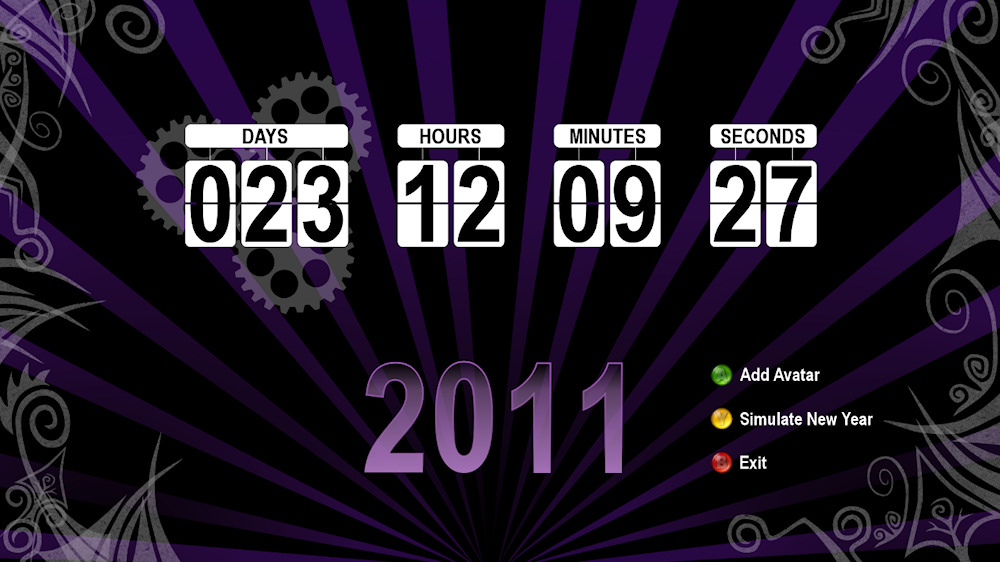 DAYS HOURS MINUTES SECONDS
023 12 09 27
2011
A Add Avatar
Y Simulate New Year
B Exit